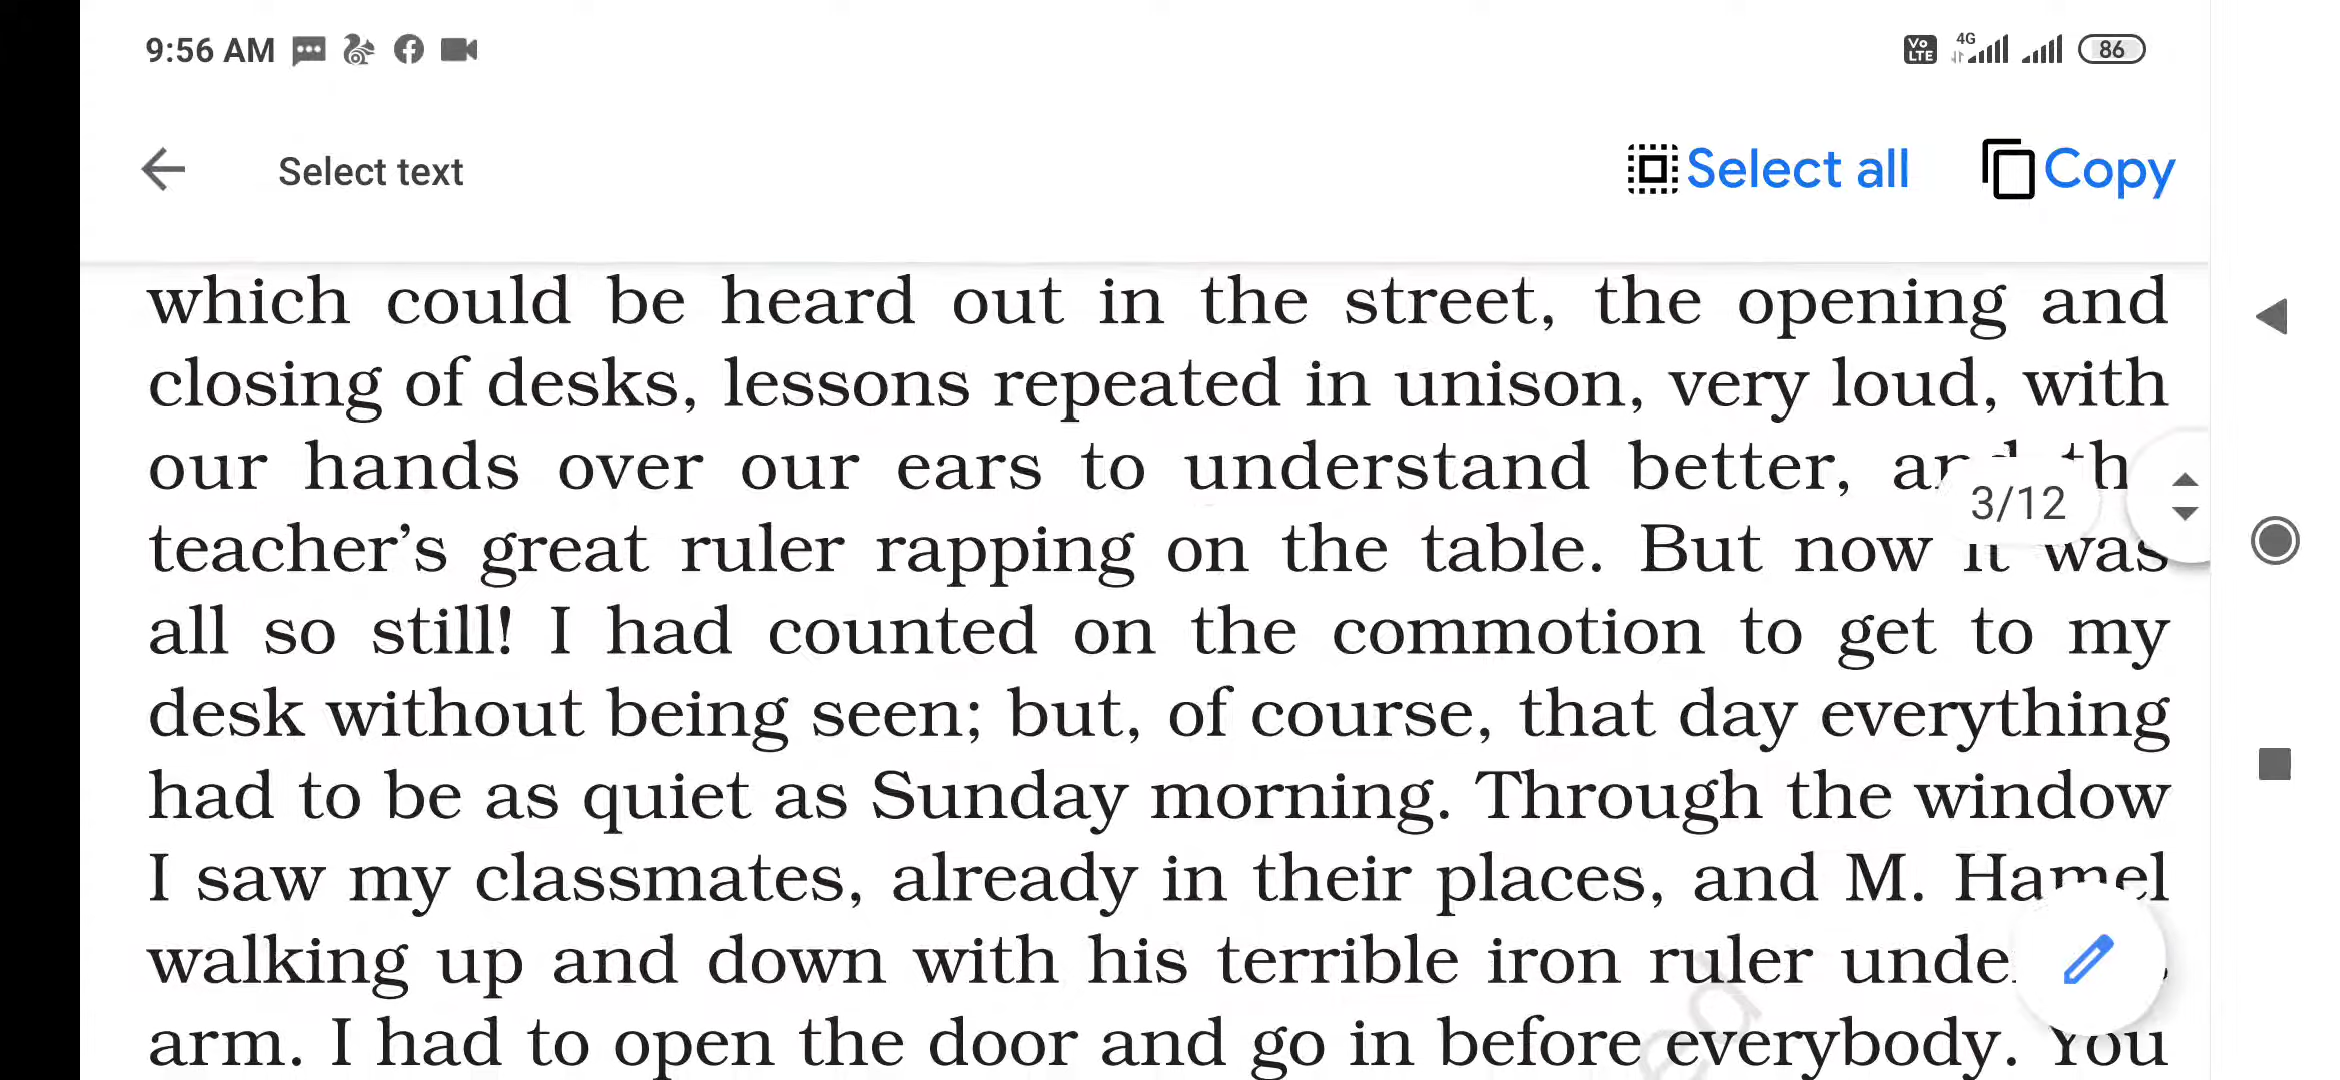 9:56 AM
Vo LTE 4G 86
Select text
Select all
Copy
which could be heard out in the street, the opening and
closing of desks, lessons repeated in unison, very loud, with
our hands over our ears to understand better,
3/12
teacher's great ruler rapping on the table. But now it was
all so still! I had counted on the commotion to get to my
desk without being seen; but, of course, that day everything
had to be as quiet as Sunday morning. Through the window
I saw my classmates, already in their places, and M. Hamel
walking up and down with his terrible iron ruler
arm. I had to open the door and go in before everybody. You